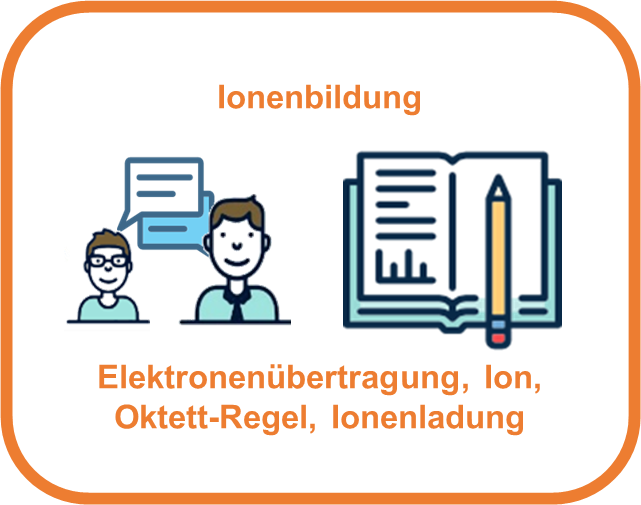 Ionenbildung
Elektronenübertragung, Ion,
Oktett-Regel, Ionenladung